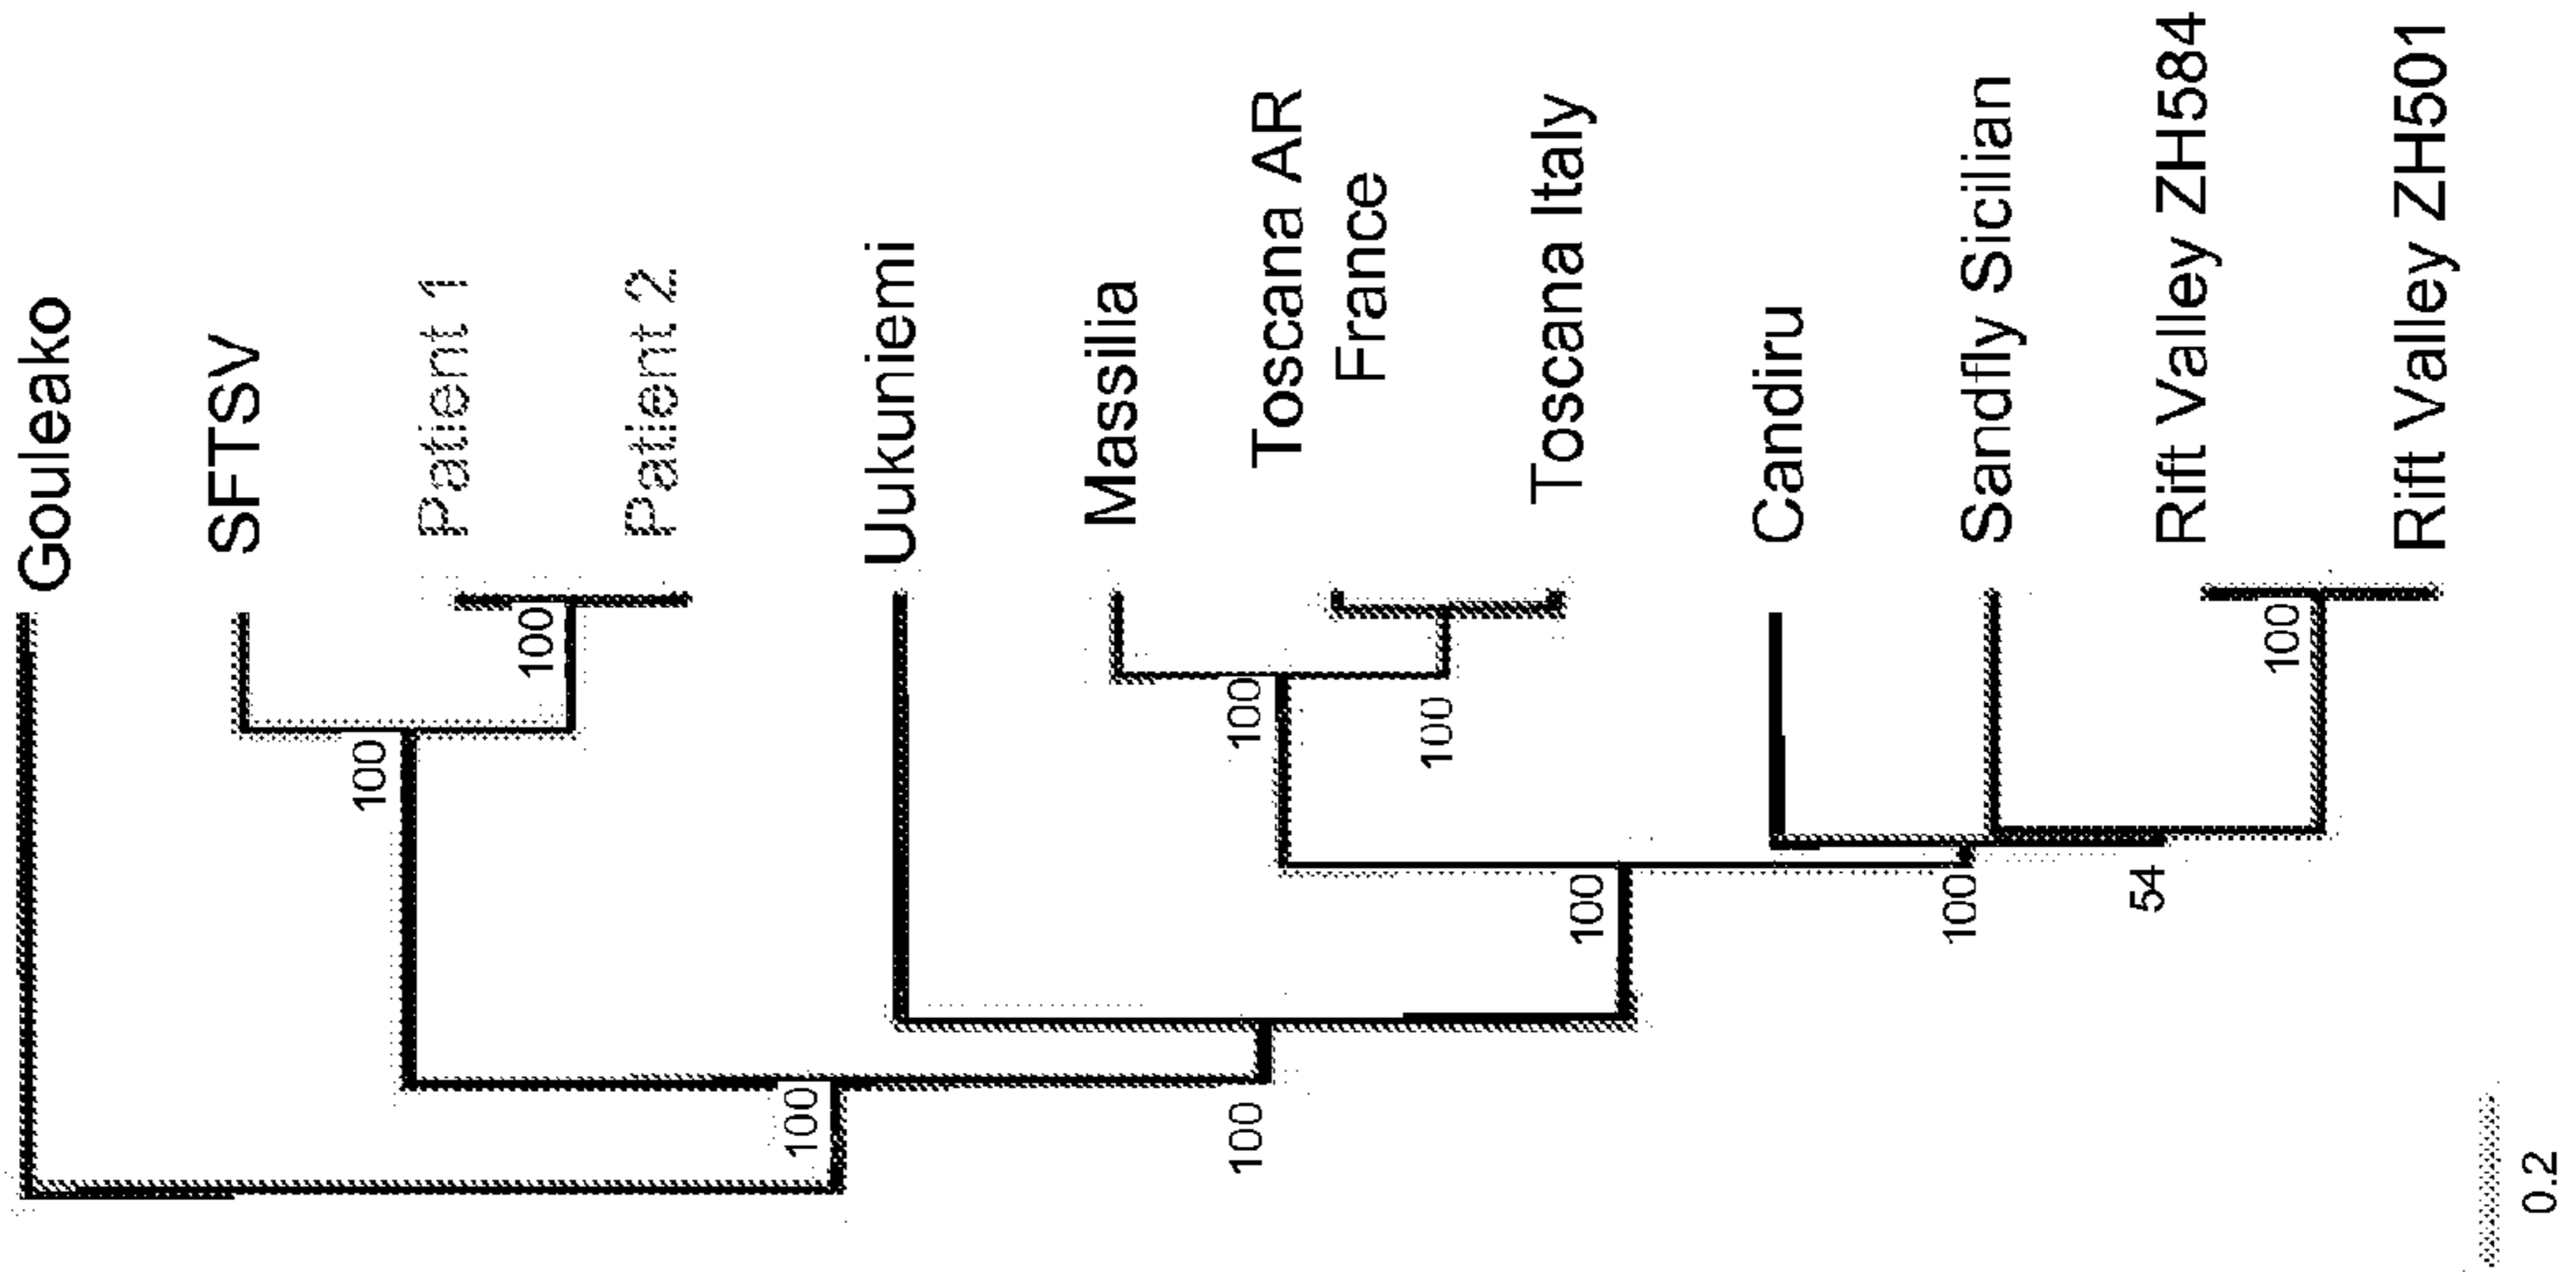 Gouleako
SFTSV
Patient 1
Patient 2
Uukuniemi
Massilia
Toscana AR
France
Toscana Italy
Candiru
Sandfly Sicilian
Rift Valley ZH584
Rift Valley ZH501
100
100
100
100
100
100
100
100
54
100
0.2